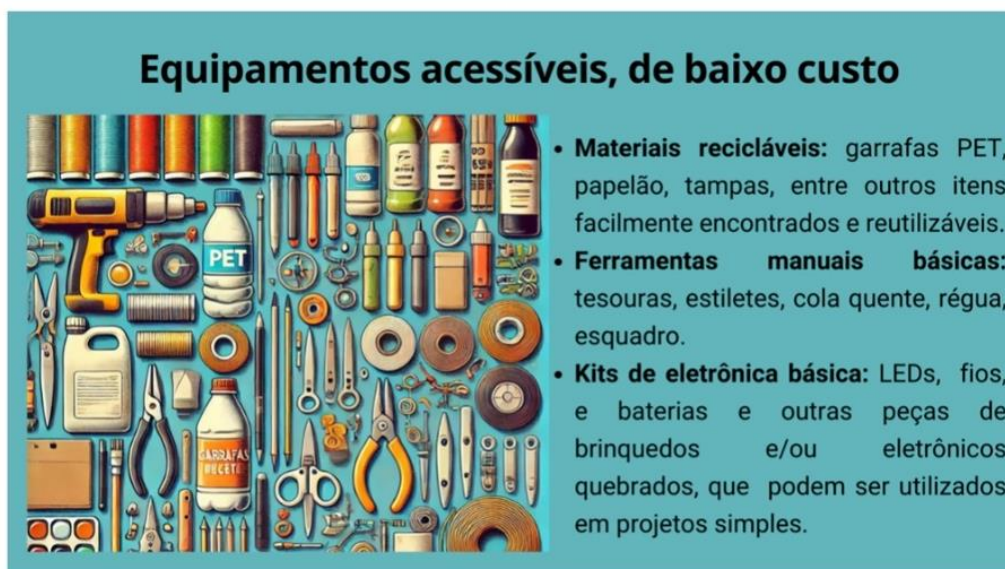 Equipamentos acessíveis, de baixo custo
PET
GARRAFAS
• Materiais recicláveis: garrafas PET,
papelão, tampas, entre outros itens
facilmente encontrados e reutilizáveis.
• Ferramentas manuais básicas:
tesouras, estiletes, cola quente, régua,
esquadro.
• Kits de eletrônica básica: LEDs, fios,
e baterias e outras peças de
brinquedos e/ou eletrônicos
quebrados, que podem ser utilizados
em projetos simples.